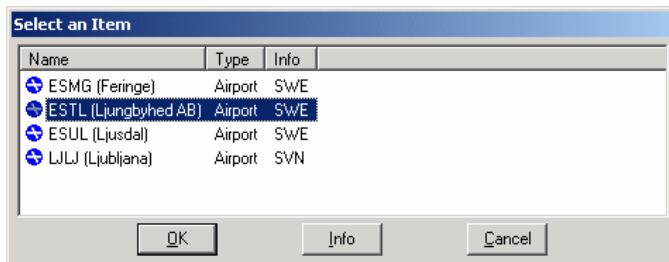 Select an Item
Name Type Info
ESMG (Feringe) Airport SWE
ESTL (Ljungbyhed AB) Airport SWE
ESUL (Ljusdal) Airport SWE
LJLJ (Ljubljana) Airport SVN
OK Info Cancel